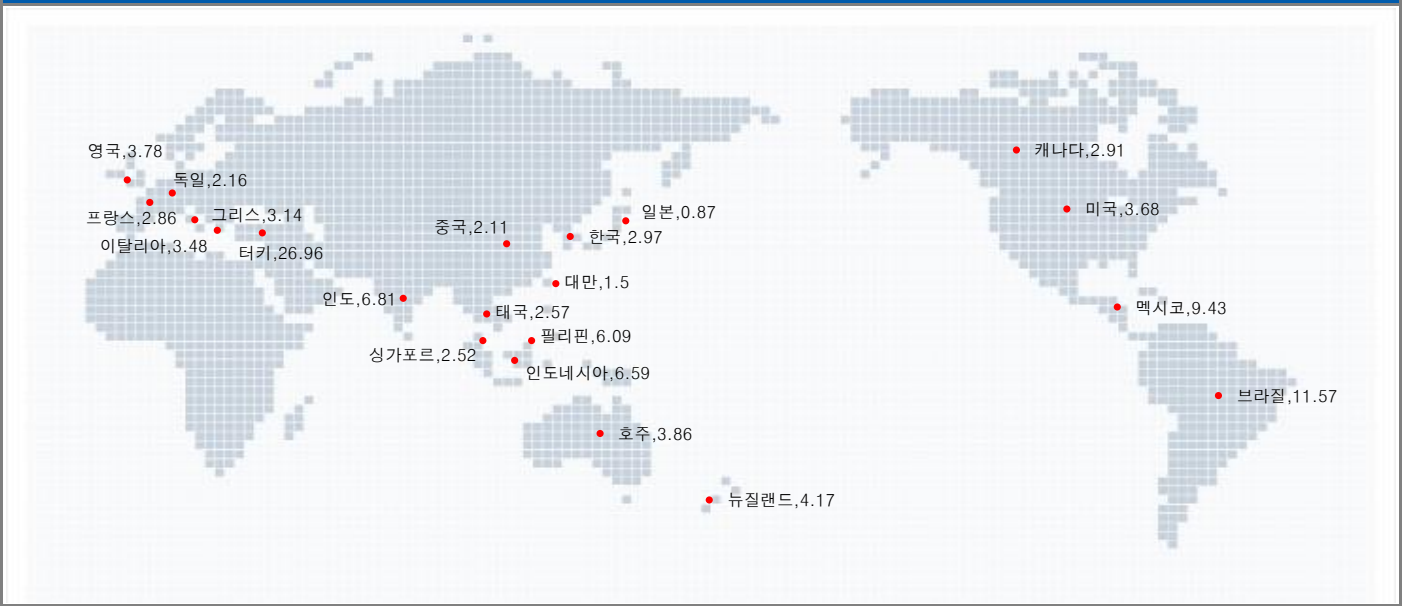 영국,3.78
독일,2.16
프랑스,2.86
그리스,3.14
이탈리아,3.48
터키,26.96
중국,2.11
일본,0.87
한국,2.97
대만,1.5
인도,6.81
태국,2.57
필리핀,6.09
싱가포르,2.52
인도네시아,6.59
호주,3.86
뉴질랜드,4.17
캐나다,2.91
미국,3.68
멕시코,9.43
브라질,11.57